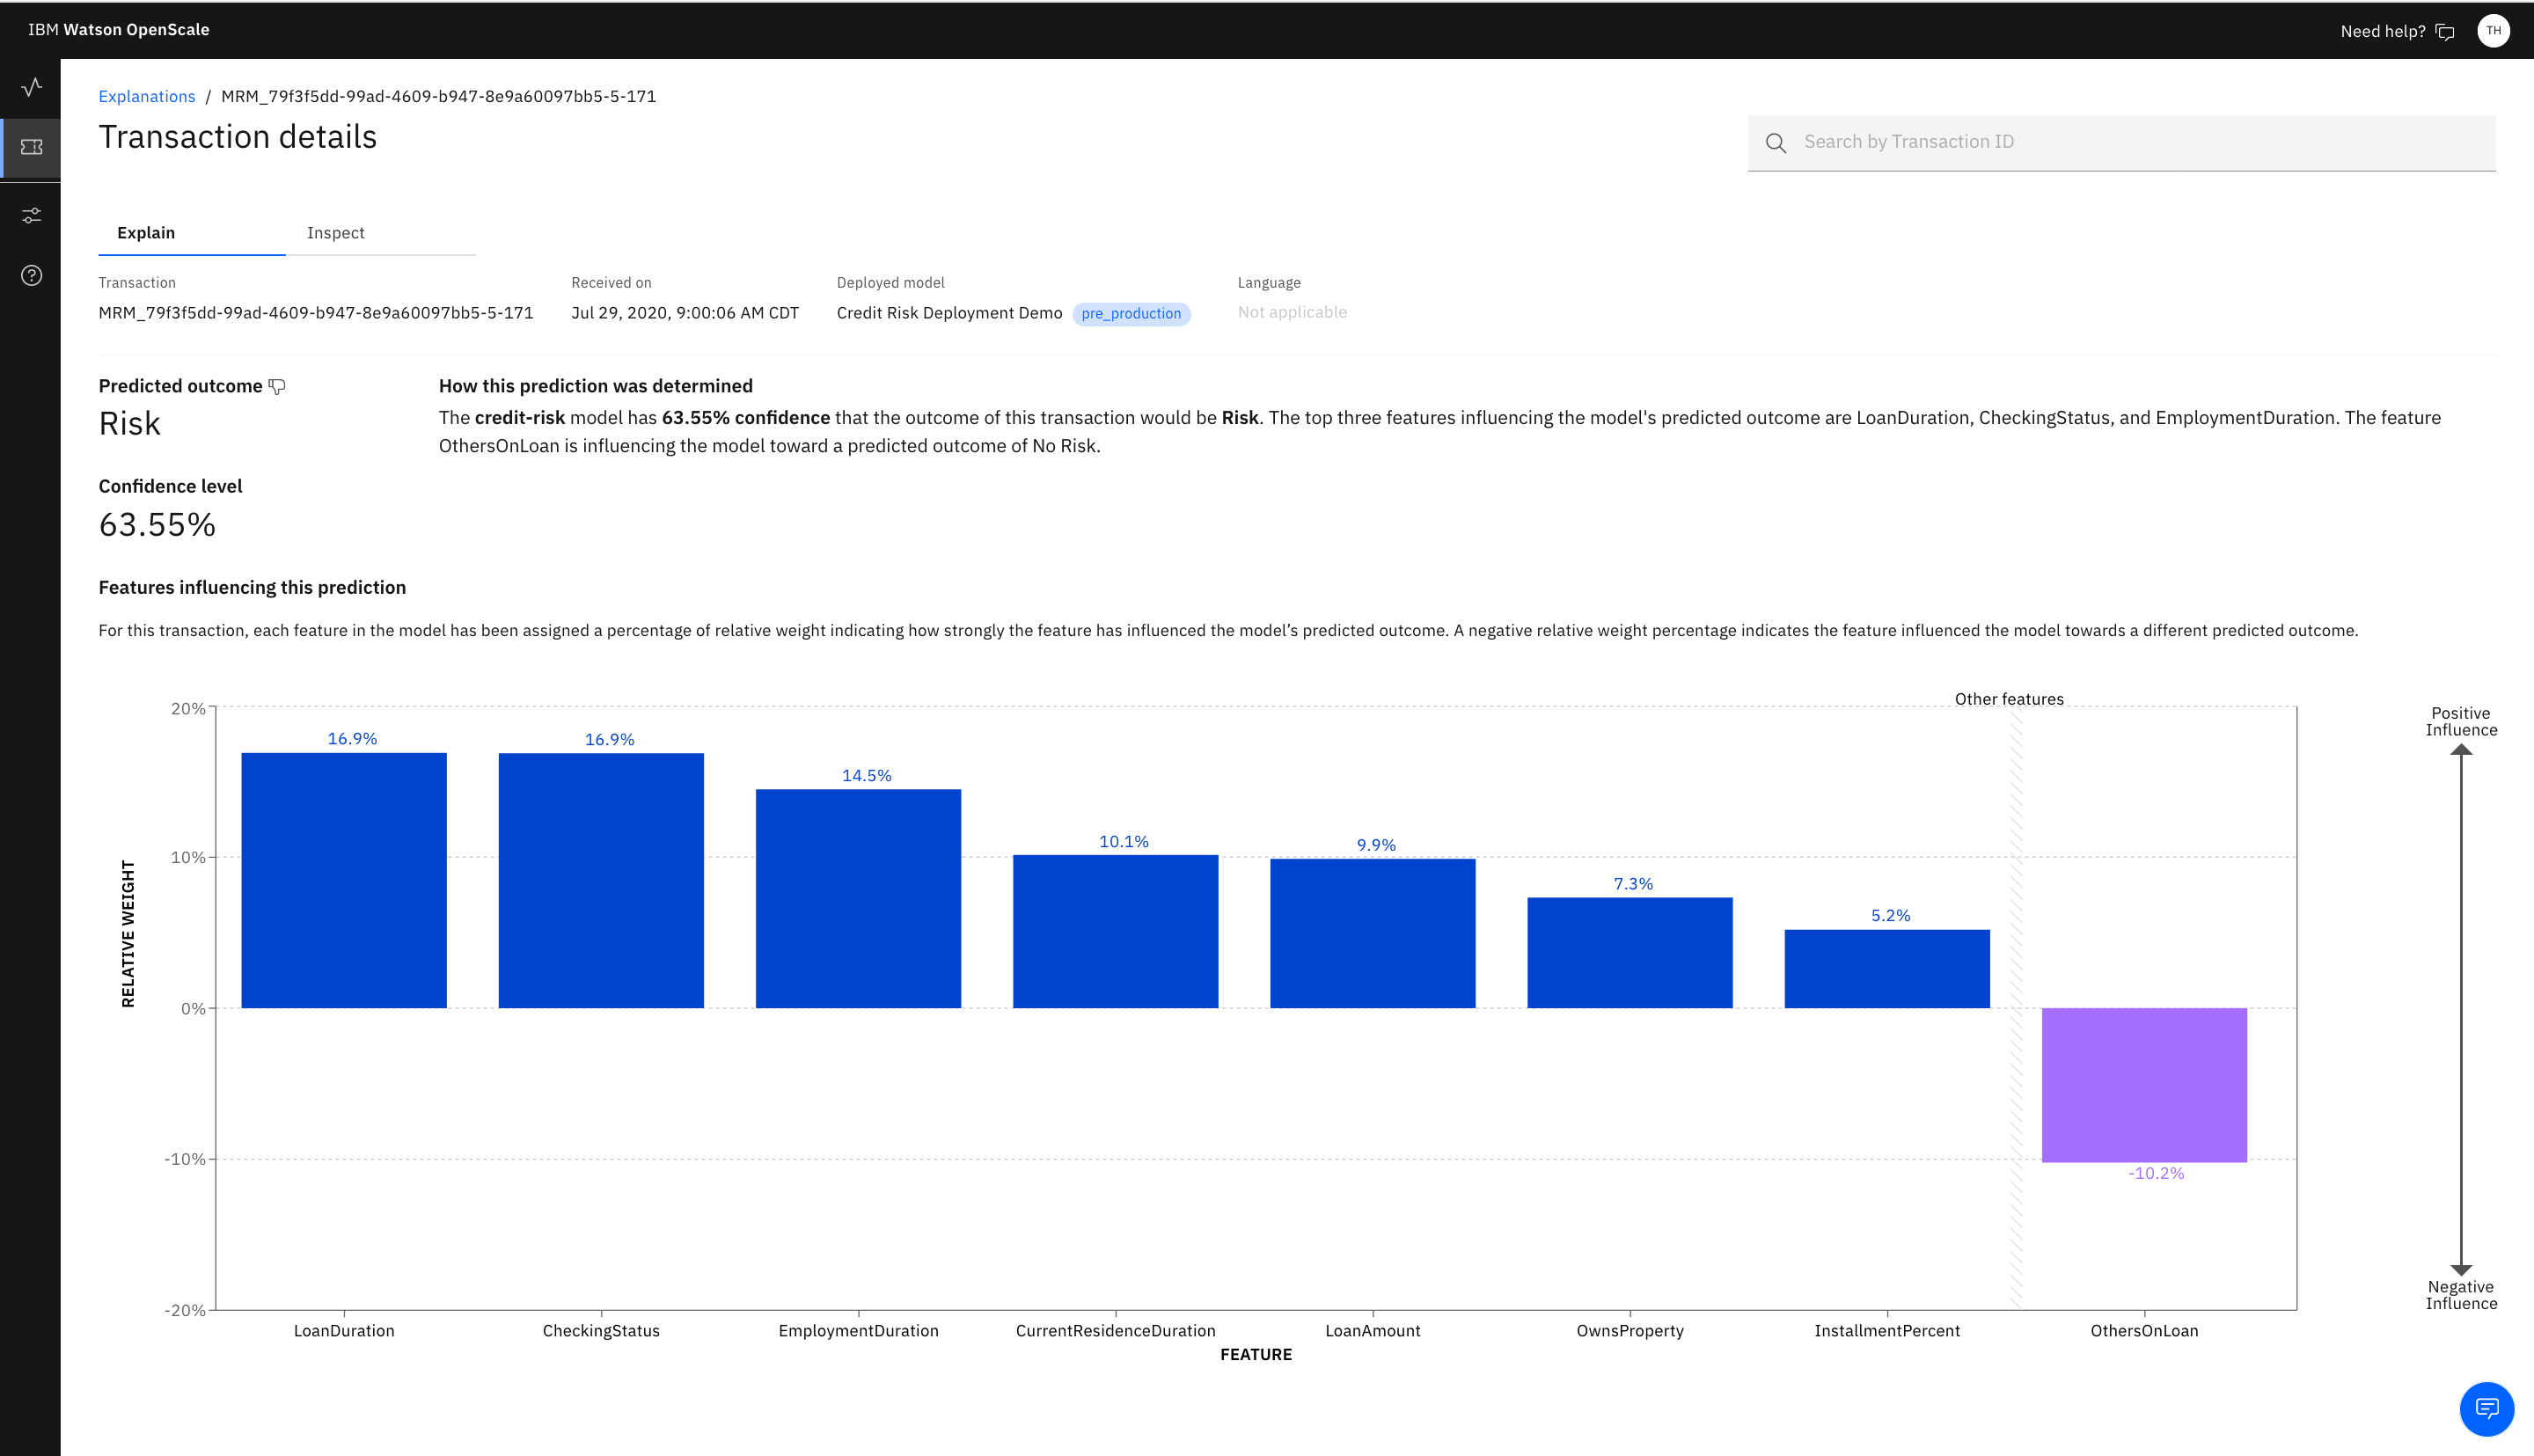 IBM Watson OpenScale
Need help?
TH
Explanations / MRM_79f3f5dd-99ad-4609-b947-8e9a60097bb5-5-171
Transaction details
Search by Transaction ID
Explain
Inspect
Transaction
Received on
Deployed model
Language
MRM_79f3f5dd-99ad-4609-b947-8e9a60097bb5-5-171
Jul 29, 2020, 9:00:06 AM CDT
Credit Risk Deployment Demo
pre_production
Not applicable
Predicted outcome
Risk
How this prediction was determined
The credit-risk model has 63.55% confidence that the outcome of this transaction would be Risk. The top three features influencing the model's predicted outcome are LoanDuration, CheckingStatus, and EmploymentDuration. The feature
OthersOnLoan is influencing the model toward a predicted outcome of No Risk.
Confidence level
63.55%
Features influencing this prediction
For this transaction, each feature in the model has been assigned a percentage of relative weight indicating how strongly the feature has influenced the model’s predicted outcome. A negative relative weight percentage indicates the feature influenced the model towards a different predicted outcome.
Other features
Positive
Influence
20%
10%
0%
-10%
-20%
RELATIVE WEIGHT
16.9%
16.9%
14.5%
10.1%
9.9%
7.3%
5.2%
-10.2%
Negative
Influence
LoanDuration
CheckingStatus
EmploymentDuration
CurrentResidenceDuration
LoanAmount
OwnsProperty
InstallmentPercent
OthersOnLoan
FEATURE